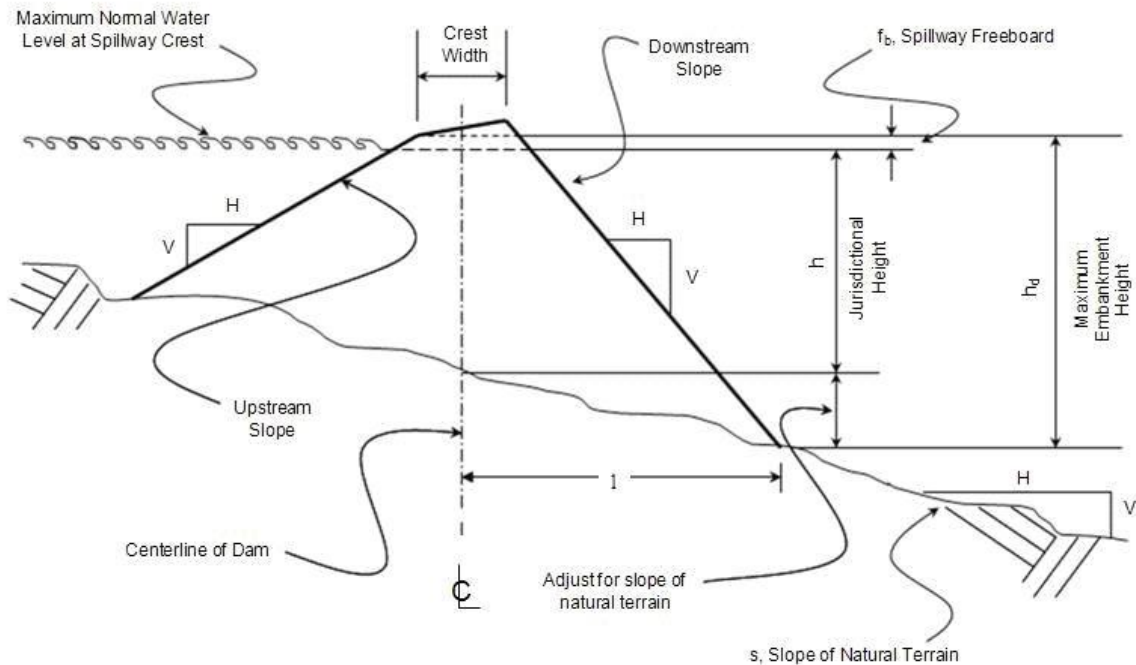 Maximum Normal Water
Level at Spillway Crest
Crest
Width
Downstream
Slope
f_b, Spillway Freeboard
H
V
H
V
h
Jurisdictional
Height
h_d
Maximum
Embankment
Height
Upstream
Slope
l
H
V
Centerline of Dam
Adjust for slope of
natural terrain
C
L
s, Slope of Natural Terrain